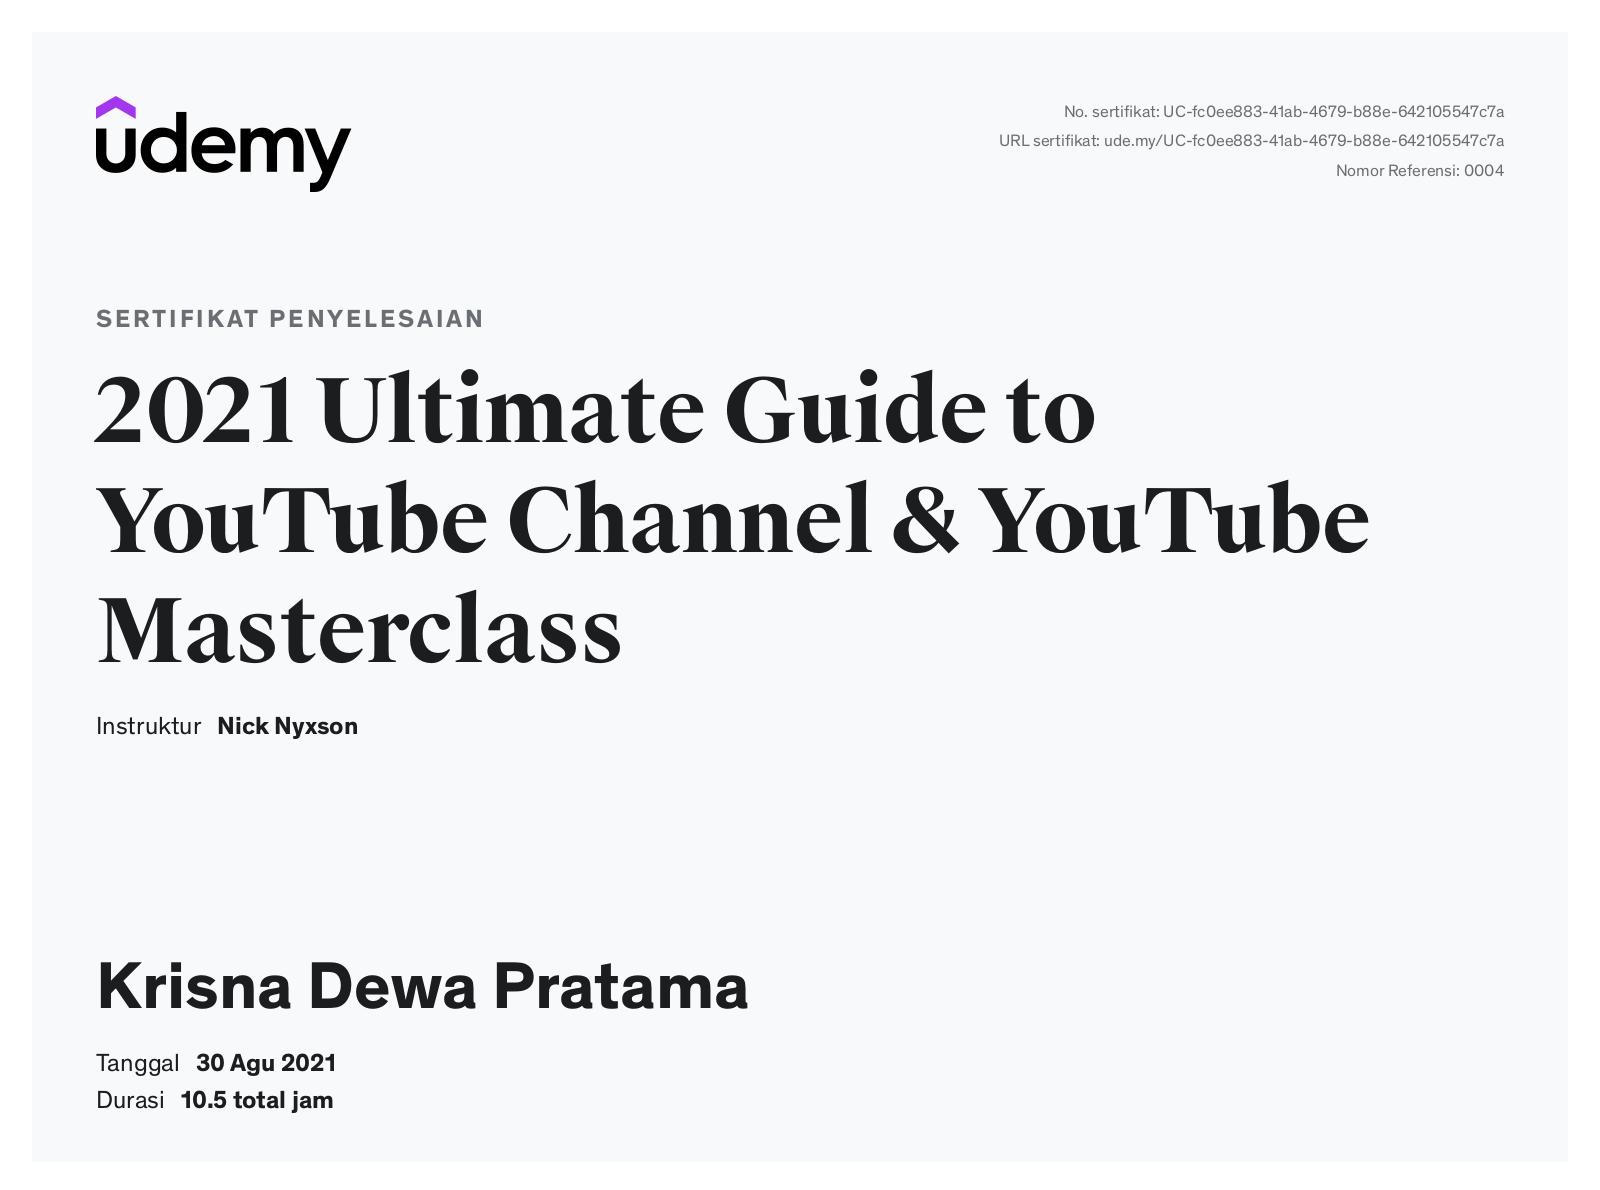 udemy
No. sertifikat: UC-fc0ee883-41ab-4679-b88e-642105547c7a
URL sertifikat: ude.my/UC-fc0ee883-41ab-4679-b88e-642105547c7a
Nomor Referensi: 0004
SERTIFIKAT PENYELESAIAN
2021 Ultimate Guide to
YouTube Channel & YouTube
Masterclass
Instruktur Nick Nyxson
Krisna Dewa Pratama
Tanggal 30 Agu 2021
Durasi 10.5 total jam